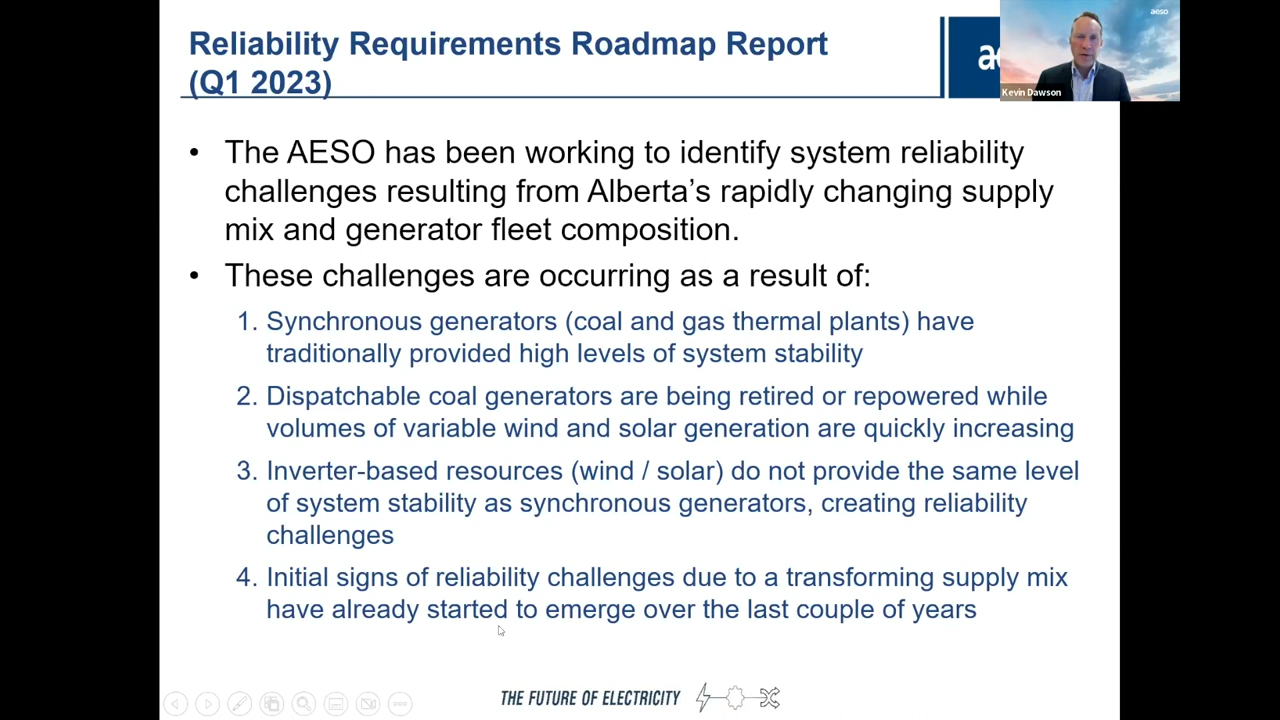 Reliability Requirements Roadmap Report
(Q1 2023)
aeso
Kevin Dawson
• The AESO has been working to identify system reliability
challenges resulting from Alberta’s rapidly changing supply
mix and generator fleet composition.
• These challenges are occurring as a result of:
1. Synchronous generators (coal and gas thermal plants) have
traditionally provided high levels of system stability
2. Dispatchable coal generators are being retired or repowered while
volumes of variable wind and solar generation are quickly increasing
3. Inverter-based resources (wind / solar) do not provide the same level
of system stability as synchronous generators, creating reliability
challenges
4. Initial signs of reliability challenges due to a transforming supply mix
have already started to emerge over the last couple of years
THE FUTURE OF ELECTRICITY